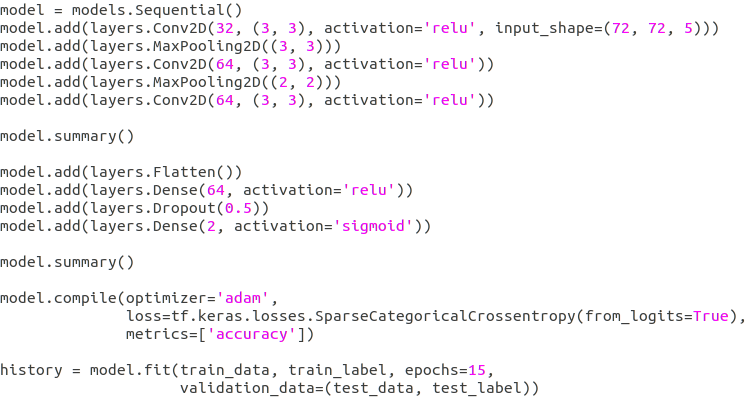 model = models.Sequential()
model.add(layers.Conv2D(32, (3, 3), activation='relu', input_shape=(72, 72, 5)))
model.add(layers.MaxPooling2D((3, 3)))
model.add(layers.Conv2D(64, (3, 3), activation='relu'))
model.add(layers.MaxPooling2D((2, 2)))
model.add(layers.Conv2D(64, (3, 3), activation='relu'))

model.summary()

model.add(layers.Flatten())
model.add(layers.Dense(64, activation='relu'))
model.add(layers.Dropout(0.5))
model.add(layers.Dense(2, activation='sigmoid'))

model.summary()

model.compile(optimizer='adam',
              loss=tf.keras.losses.SparseCategoricalCrossentropy(from_logits=True),
              metrics=['accuracy'])

history = model.fit(train_data, train_label, epochs=15,
                    validation_data=(test_data, test_label))